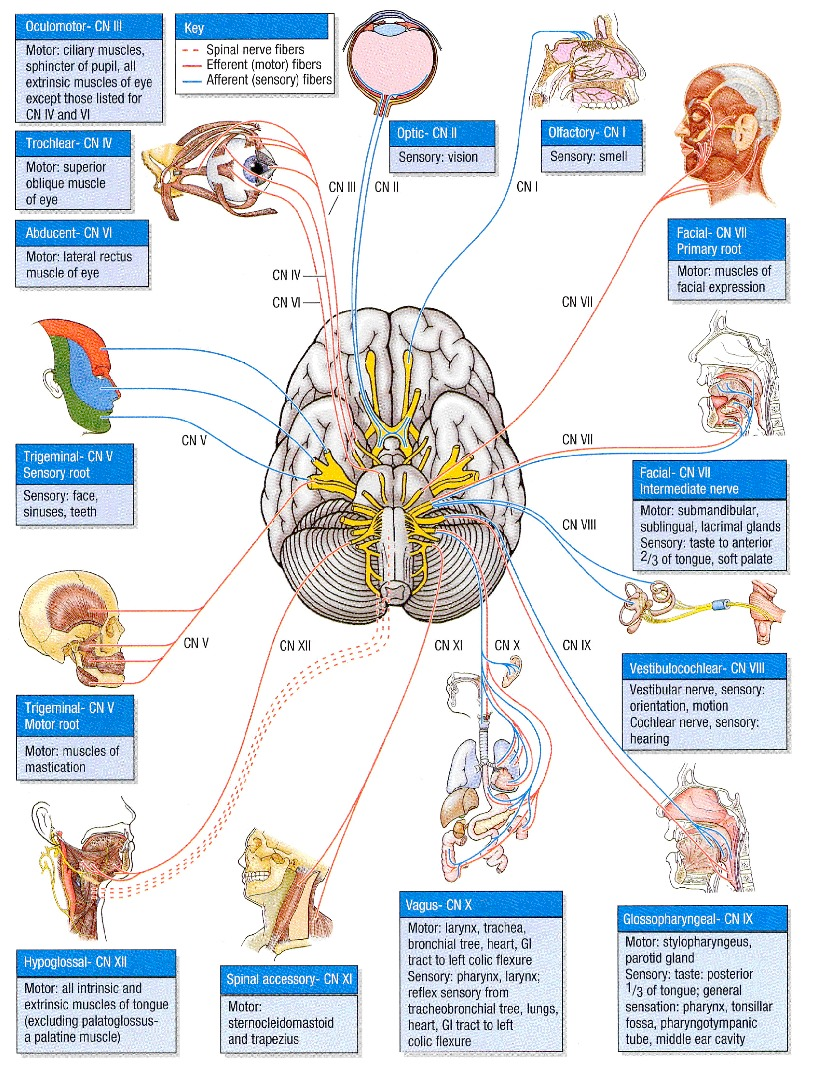 Oculomotor- CN III
Motor: ciliary muscles,
sphincter of pupil, all
extrinsic muscles of eye
except those listed for
CN IV and VI
Key
Spinal nerve fibers
Efferent (motor) fibers
Afferent (sensory) fibers
Trochlear- CN IV
Motor: superior
oblique muscle
of eye
Optic- CN II
Sensory: vision
Olfactory- CN I
Sensory: smell
Abducent- CN VI
Motor: lateral rectus
muscle of eye
Facial- CN VII
Primary root
Motor: muscles of
facial expression
CN III
CN II
CN I
CN IV
CN VI
CN VII
CN V
CN VII
Trigeminal- CN V
Sensory root
Sensory: face,
sinuses, teeth
Facial- CN VII
Intermediate nerve
Motor: submandibular,
sublingual, lacrimal glands
Sensory: taste to anterior
2/3 of tongue, soft palate
CN VIII
CN V
CN XII
CN XI
CN X
CN IX
Vestibulocochlear- CN VIII
Vestibular nerve, sensory:
orientation, motion
Cochlear nerve, sensory:
hearing
Trigeminal- CN V
Motor root
Motor: muscles of
mastication
Hypoglossal- CN XII
Motor: all intrinsic and
extrinsic muscles of tongue
(excluding palatoglossus-
a palatine muscle)
Spinal accessory- CN XI
Motor:
sternocleidomastoid
and trapezius
Vagus- CN X
Motor: larynx, trachea,
bronchial tree, heart, GI
tract to left colic flexure
Sensory: pharynx, larynx;
reflex sensory from
tracheobronchial tree, lungs,
heart, GI tract to left
colic flexure
Glossopharyngeal- CN IX
Motor: stylopharyngeus,
parotid gland
Sensory: taste: posterior
1/3 of tongue; general
sensation: pharynx, tonsillar
fossa, pharyngotympanic
tube, middle ear cavity